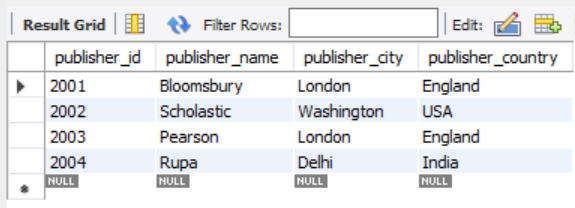 Result Grid Filter Rows: Edit:
publisher_id publisher_name publisher_city publisher_country
2001 Bloomsbury London England
2002 Scholastic Washington USA
2003 Pearson London England
2004 Rupa Delhi India
NULL NULL NULL NULL